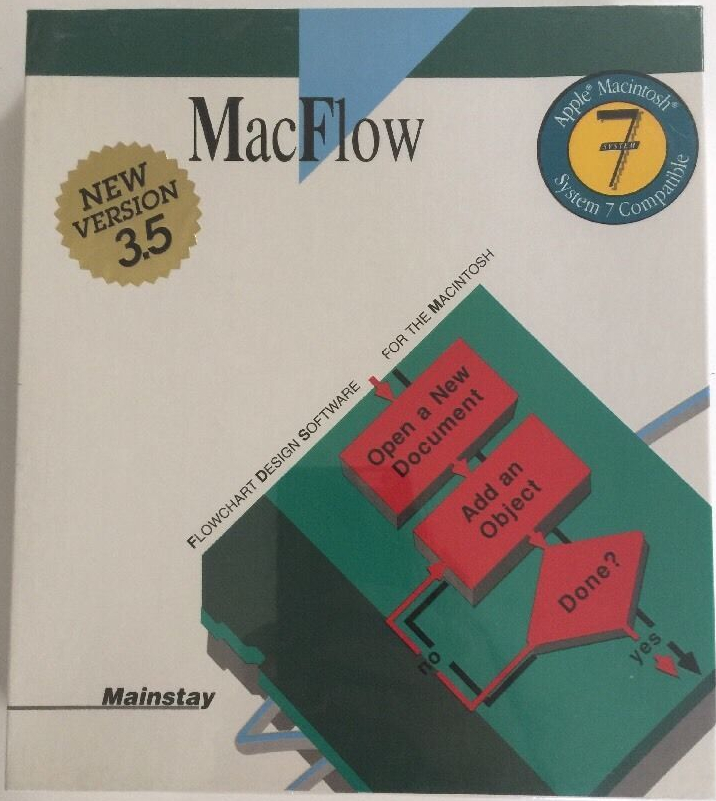 MacFlow
Apple® Macintosh®
7
SYSTEM
System 7 Compatible
NEW
VERSION
3.5
FLOWCHART DESIGN SOFTWARE FOR THE MACINTOSH
Open a New
Document
Add an
Object
Done?
no
yes
Mainstay